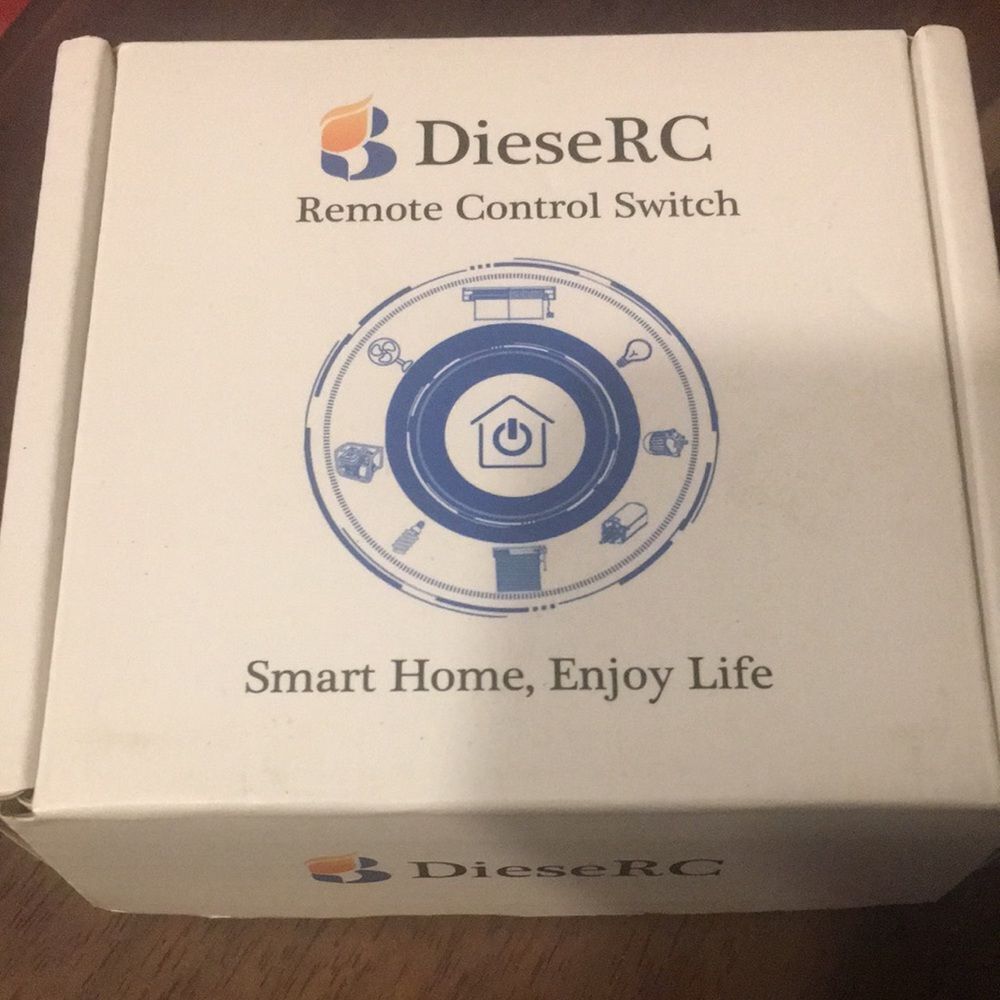 DieseRC
Remote Control Switch
Smart Home, Enjoy Life
DieseRC